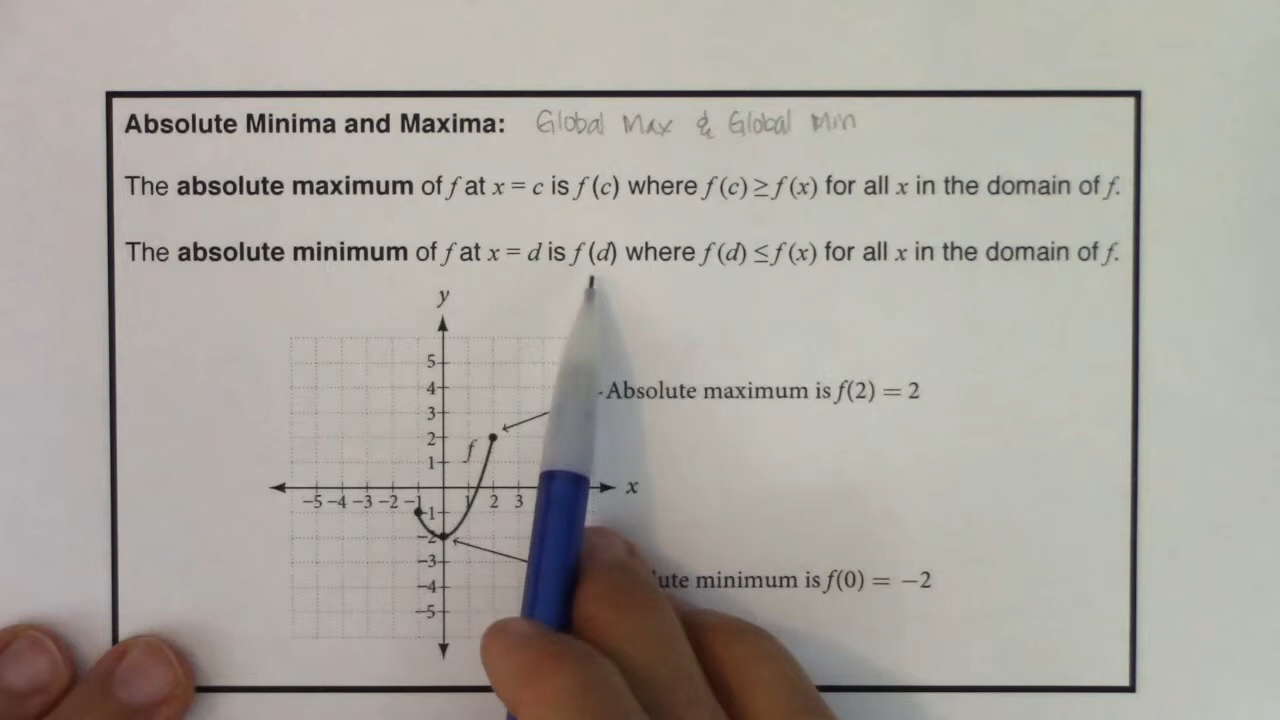 Absolute Minima and Maxima: Global Max & Global Min
The absolute maximum of f at x = c is f(c) where f(c) ≥ f(x) for all x in the domain of f.
The absolute minimum of f at x = d is f(d) where f(d) ≤ f(x) for all x in the domain of f.
y
5
4
3
2
1
f
Absolute maximum is f(2) = 2
-5 -4 -3 -2 -1 1 2 3
x
-1
-2
-3
-4
-5
ute minimum is f(0) = −2